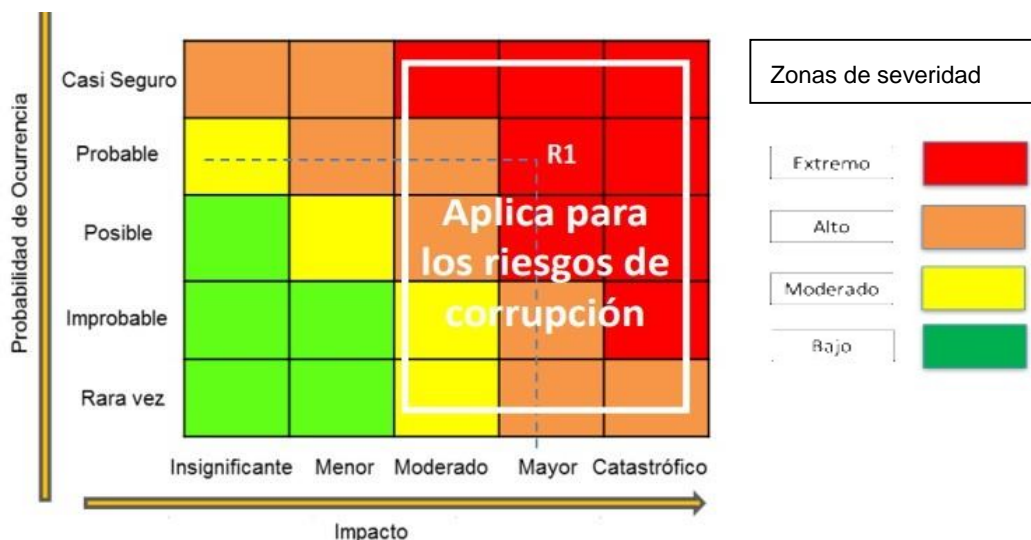 Probabilidad de Ocurrencia
Casi Seguro
Probable
Posible
Improbable
Rara vez
R1
Aplica para
los riesgos de
corrupción
Insignificante Menor Moderado Mayor Catastrófico
Impacto
Zonas de severidad
Extremo
Alto
Moderado
Bajo